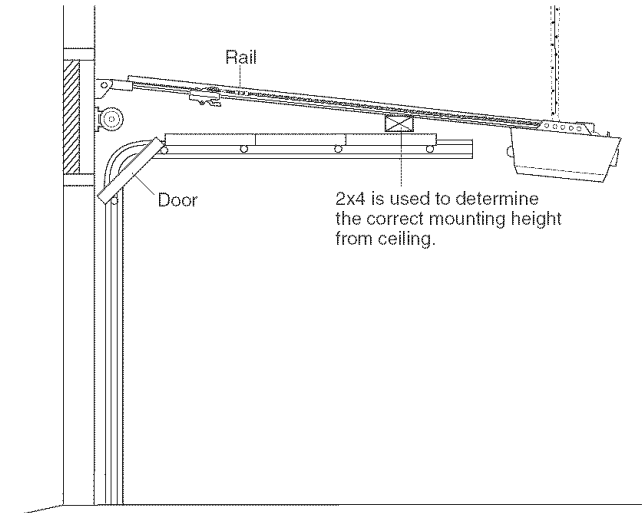 Rail
Door
2x4 is used to determine
the correct mounting height
from ceiling.